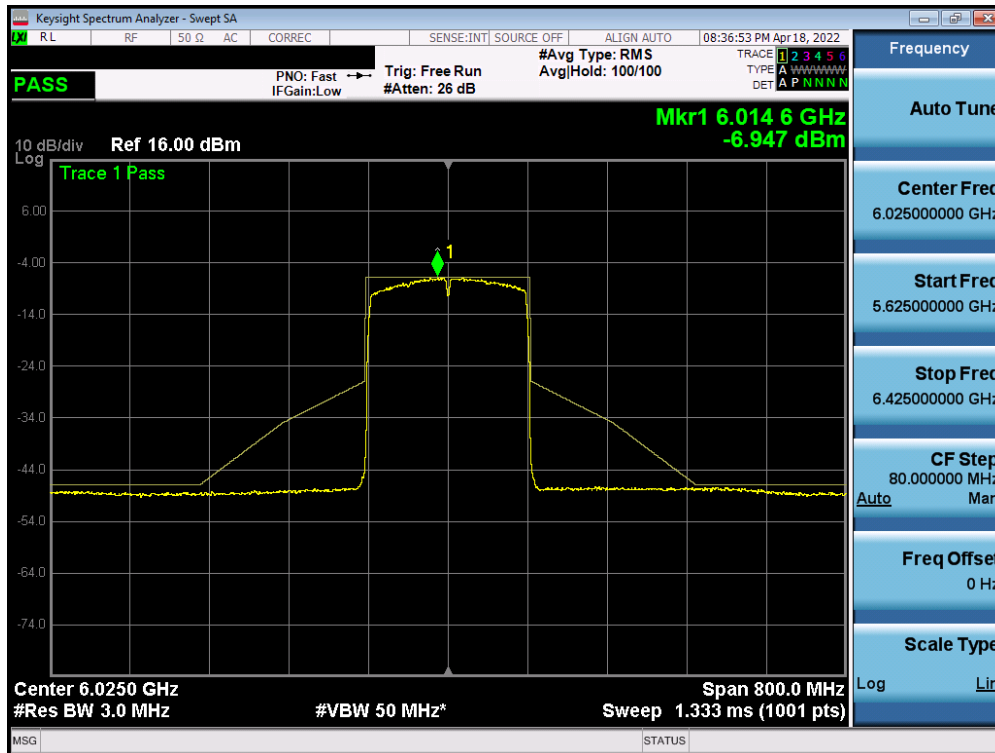 Keysight Spectrum Analyzer - Swept SA
LXI RL RF 50 Ω AC CORREC SENSE:INT SOURCE OFF ALIGN AUTO 08:36:53 PM Apr 18, 2022
PASS
PNO: Fast
IFGain:Low
Trig: Free Run
#Atten: 26 dB
#Avg Type: RMS
Avg|Hold: 100/100
TRACE 1 2 3 4 5 6
TYPE A WWWWW
DET A P N N N N
Mkr1 6.014 6 GHz
-6.947 dBm
10 dB/div Ref 16.00 dBm
Log
Trace 1 Pass
1
6.00
-4.00
-14.0
-24.0
-34.0
-44.0
-54.0
-64.0
-74.0
Center 6.0250 GHz Span 800.0 MHz
#Res BW 3.0 MHz #VBW 50 MHz* Sweep 1.333 ms (1001 pts)
MSG STATUS
Frequency
Auto Tune
Center Freq
6.025000000 GHz
Start Freq
5.625000000 GHz
Stop Freq
6.425000000 GHz
CF Step
80.000000 MHz
Auto Man
Freq Offset
0 Hz
Scale Type
Log Lin